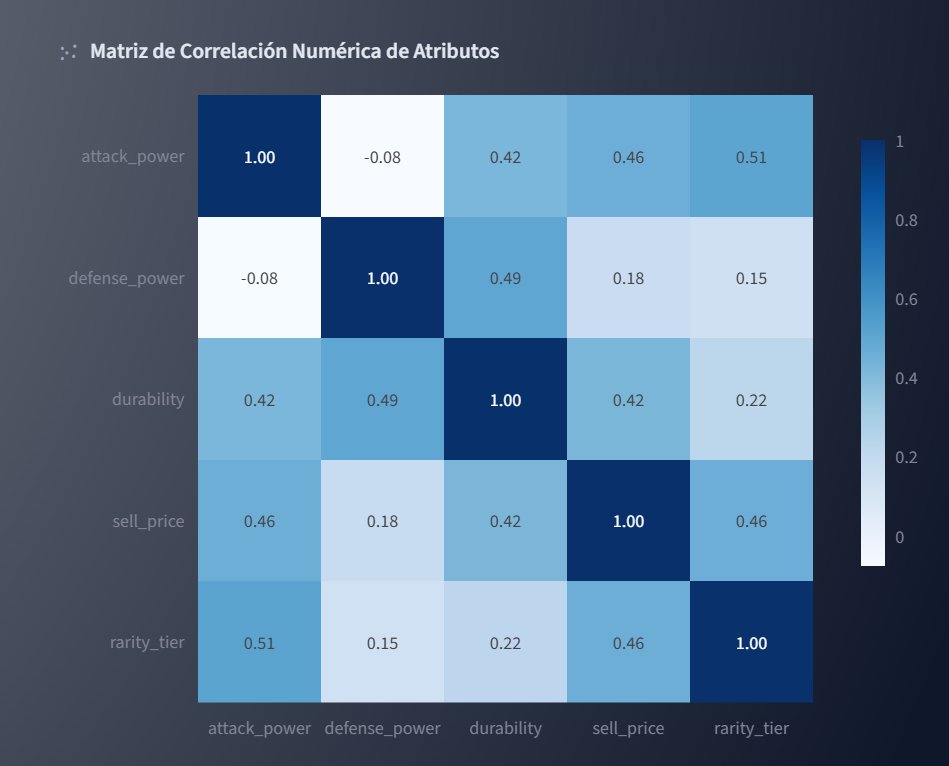 Matriz de Correlación Numérica de Atributos
attack_power 1.00 -0.08 0.42 0.46 0.51
defense_power -0.08 1.00 0.49 0.18 0.15
durability 0.42 0.49 1.00 0.42 0.22
sell_price 0.46 0.18 0.42 1.00 0.46
rarity_tier 0.51 0.15 0.22 0.46 1.00
attack_power defense_power durability sell_price rarity_tier
1
0.8
0.6
0.4
0.2
0